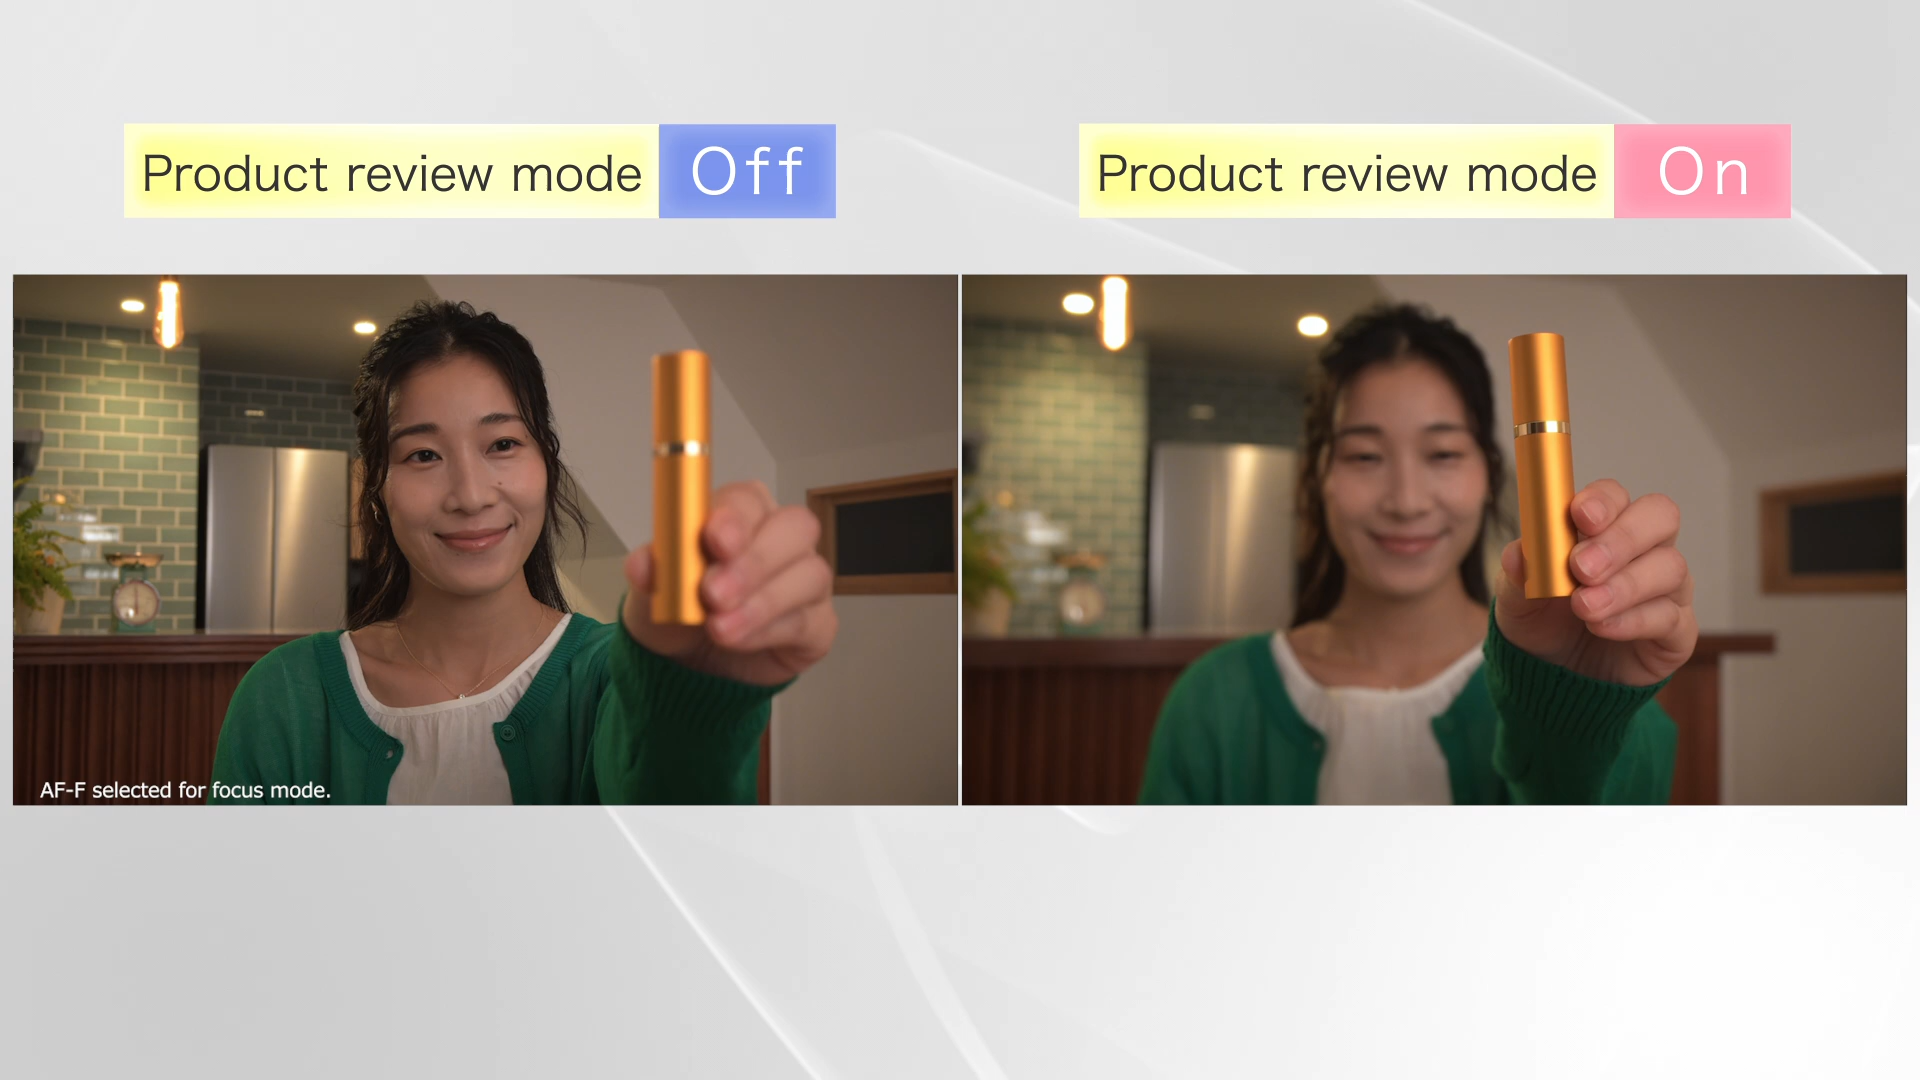 Product review mode Off
Product review mode On
AF-F selected for focus mode.